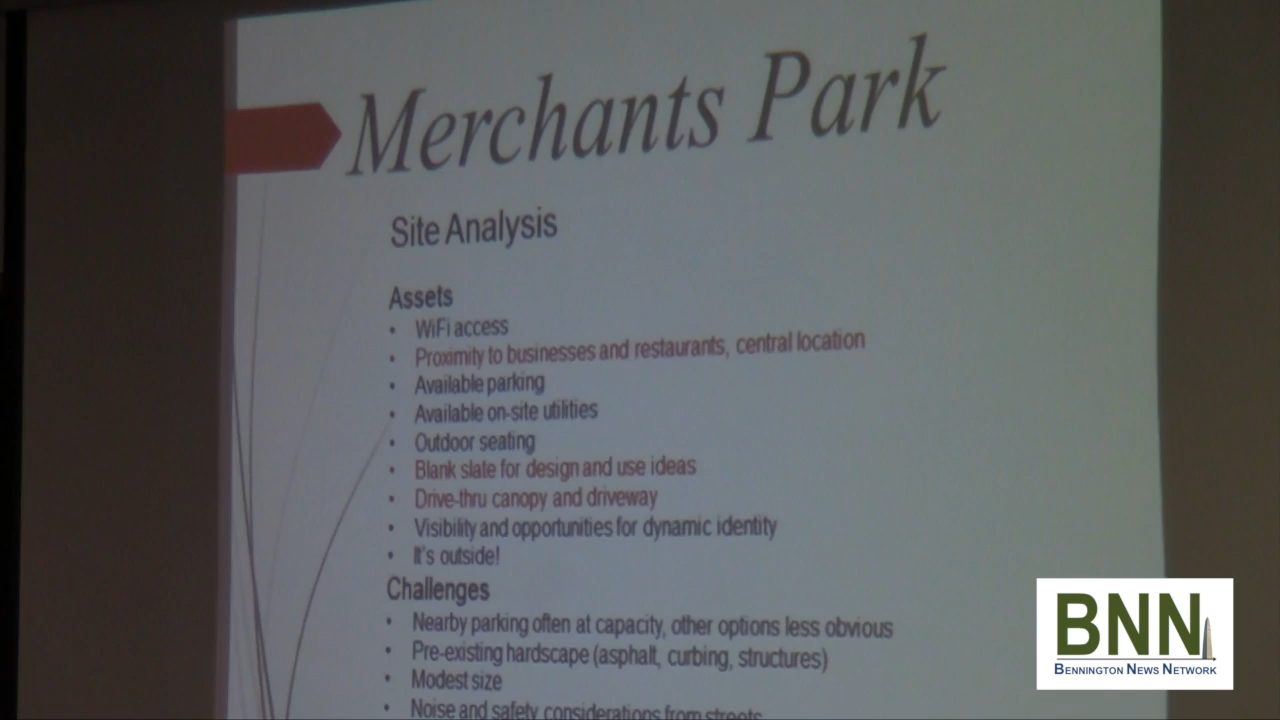 Merchants Park
Site Analysis
Assets
• WiFi access
• Proximity to businesses and restaurants, central location
• Available parking
• Available on-site utilities
• Outdoor seating
• Blank slate for design and use ideas
• Drive-thru canopy and driveway
• Visibility and opportunities for dynamic identity
• It's outside!
Challenges
• Nearby parking often at capacity, other options less obvious
• Pre-existing hardscape (asphalt, curbing, structures)
• Modest size
• Noise and safety considerations from streets
BNN
BENNINGTON NEWS NETWORK